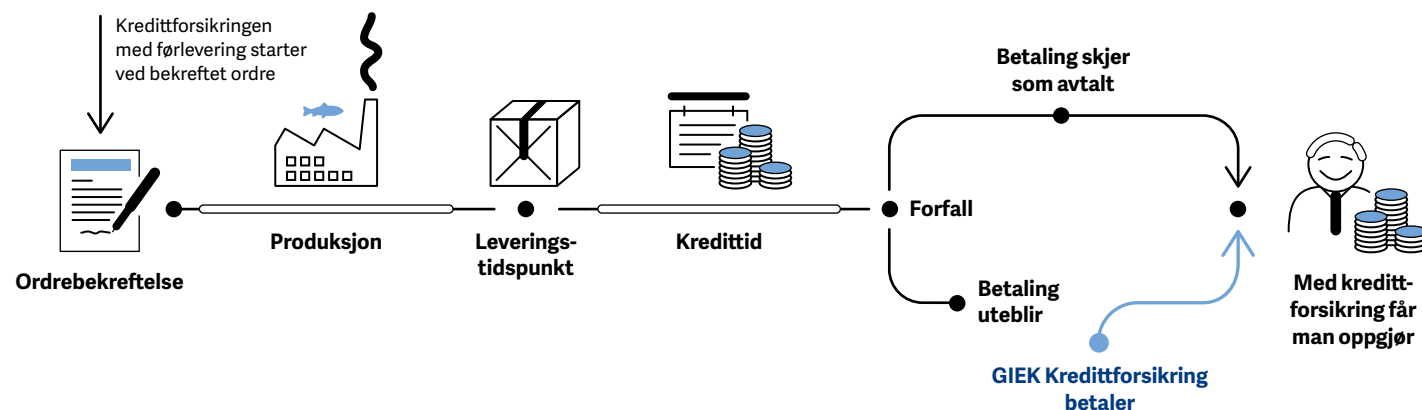 Kredittforsikringen
med førlevering starter
ved bekreftet ordre
Ordrebekreftelse
Produksjon
Leverings-
tidspunkt
Kredittid
Forfall
Betaling skjer
som avtalt
Betaling
uteblir
GIEK Kredittforsikring
betaler
Med kreditt-
forsikring får
man oppgjør